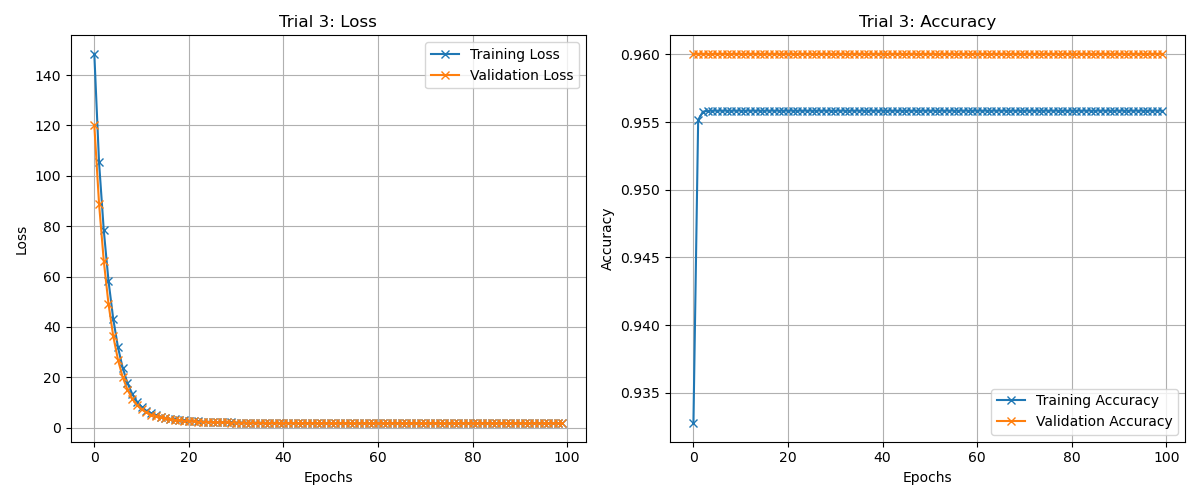 Trial 3: Loss
Training Loss
Validation Loss
140
120
100
80
60
40
20
0
Loss
0 20 40 60 80 100
Epochs
Trial 3: Accuracy
0.960
0.955
0.950
0.945
0.940
0.935
Accuracy
Training Accuracy
Validation Accuracy
0 20 40 60 80 100
Epochs